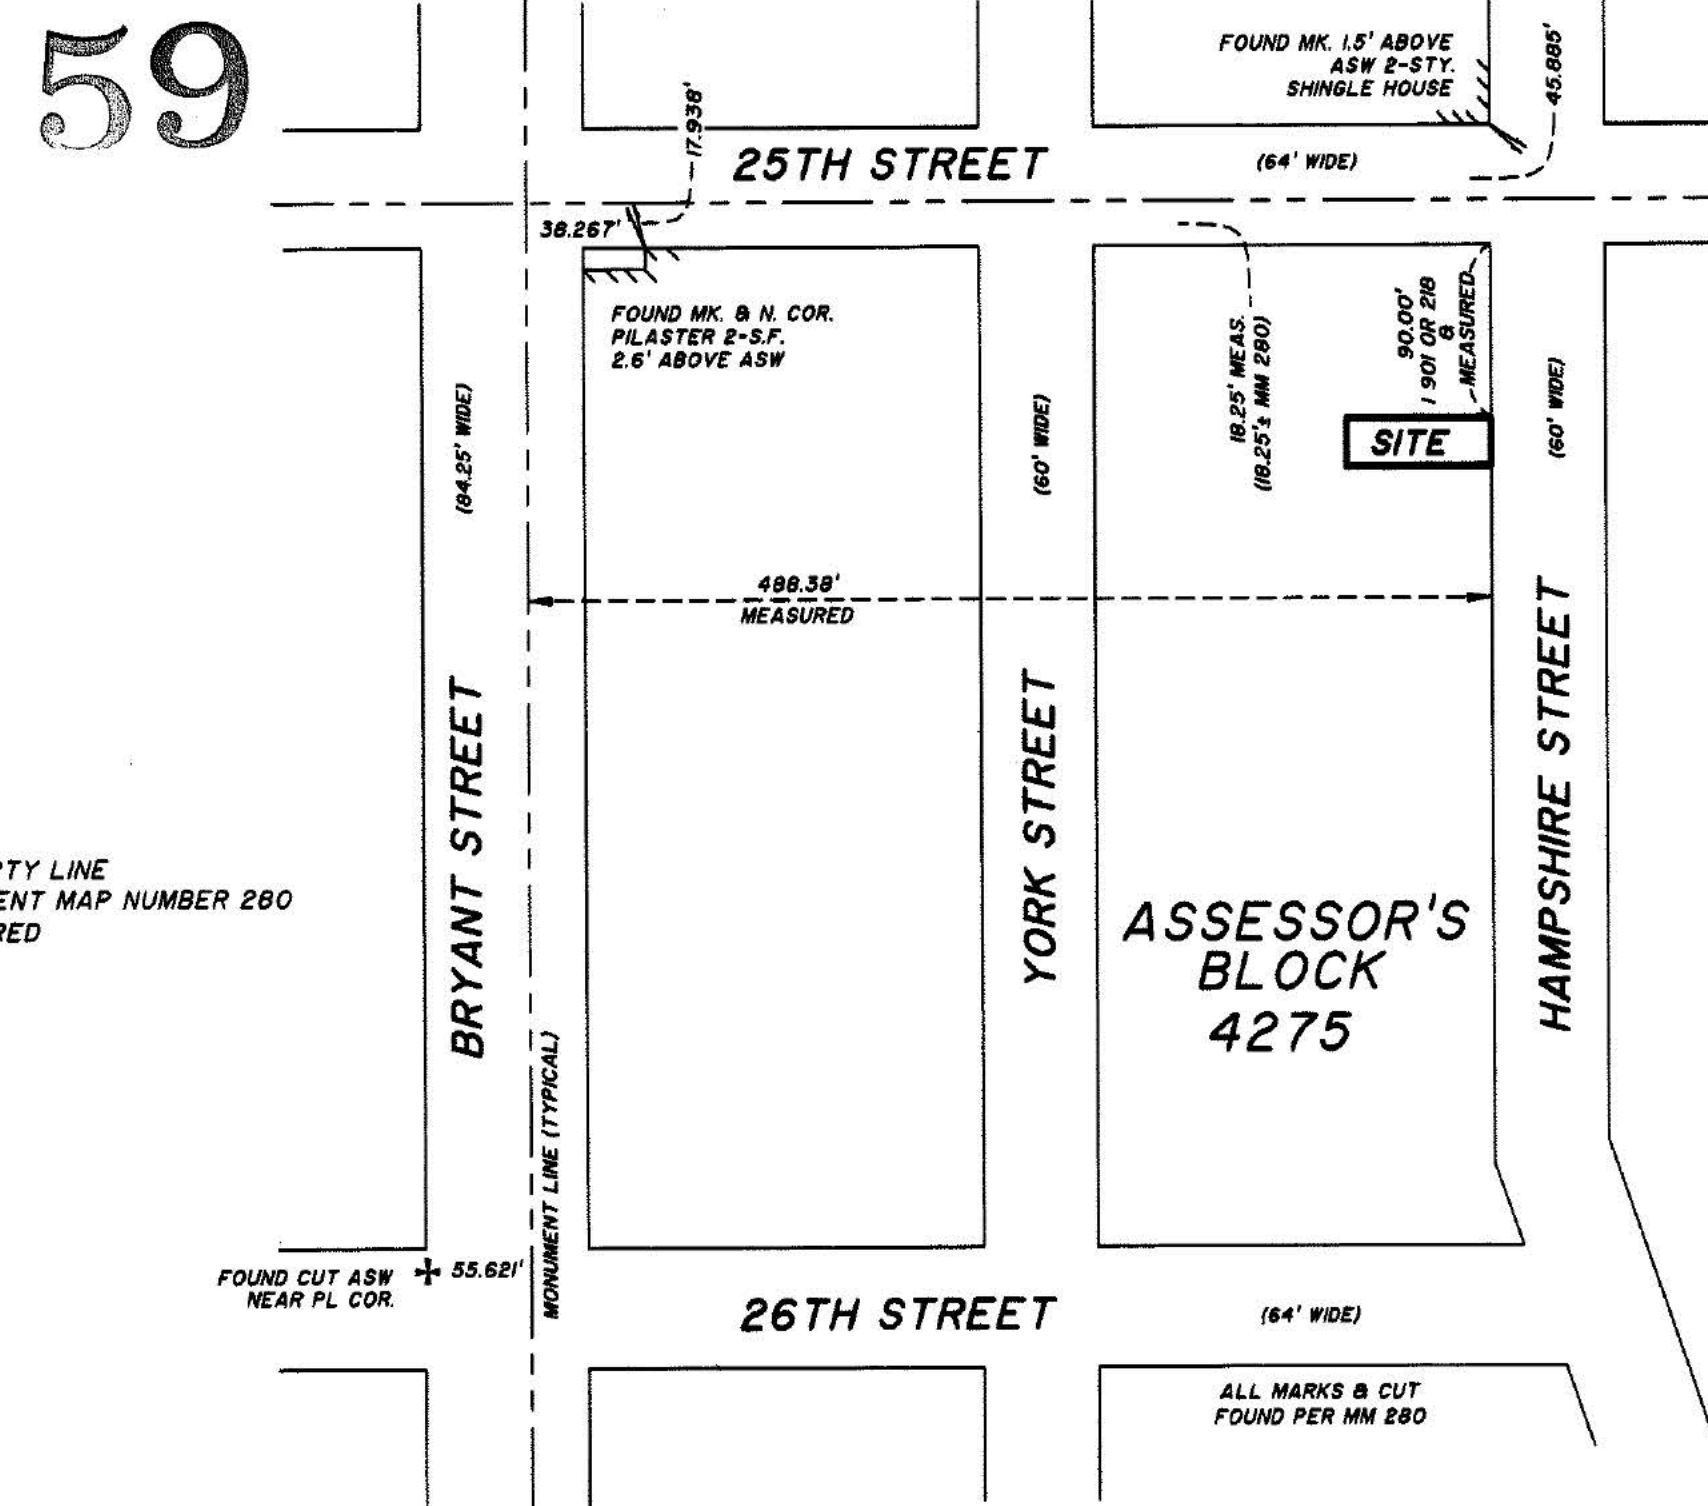 59
FOUND MK. 1.5' ABOVE
ASW 2-STY.
SHINGLE HOUSE
45.885'
17.938'
25TH STREET
(64' WIDE)
38.267'
FOUND MK. @ N. COR.
PILASTER 2-S.F.
2.6' ABOVE ASW
18.25' MEAS.
(18.25'± MM 280)
90.00'
I 901 OR 218
&
MEASURED
SITE
(84.25' WIDE)
(60' WIDE)
(60' WIDE)
488.38'
MEASURED
BRYANT STREET
YORK STREET
HAMPSHIRE STREET
TY LINE
ENT MAP NUMBER 280
RED
ASSESSOR'S
BLOCK
4275
MONUMENT LINE (TYPICAL)
FOUND CUT ASW
NEAR PL COR.
55.621'
26TH STREET
(64' WIDE)
ALL MARKS & CUT
FOUND PER MM 280